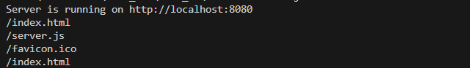 Server is running on http://localhost:8080
/index.html
/server.js
/favicon.ico
/index.html